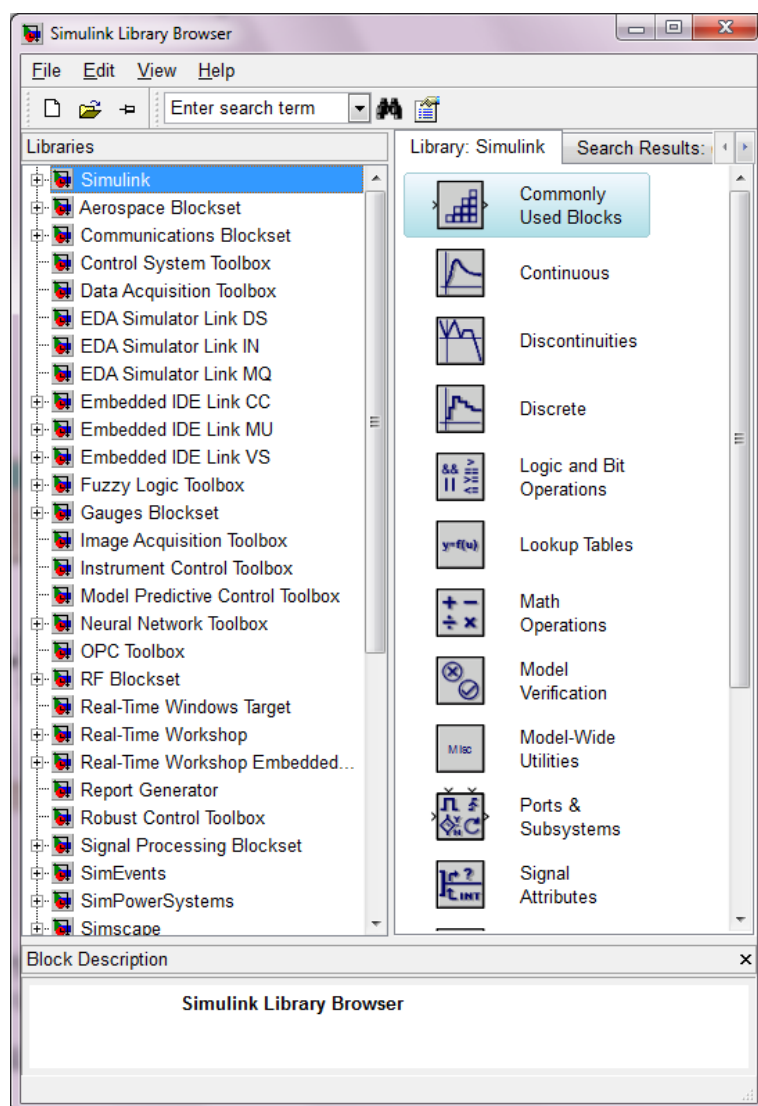 Simulink Library Browser
File Edit View Help
Enter search term
Libraries
Simulink
Aerospace Blockset
Communications Blockset
Control System Toolbox
Data Acquisition Toolbox
EDA Simulator Link DS
EDA Simulator Link IN
EDA Simulator Link MQ
Embedded IDE Link CC
Embedded IDE Link MU
Embedded IDE Link VS
Fuzzy Logic Toolbox
Gauges Blockset
Image Acquisition Toolbox
Instrument Control Toolbox
Model Predictive Control Toolbox
Neural Network Toolbox
OPC Toolbox
RF Blockset
Real-Time Windows Target
Real-Time Workshop
Real-Time Workshop Embedded...
Report Generator
Robust Control Toolbox
Signal Processing Blockset
SimEvents
SimPowerSystems
Simscape
Library: Simulink
Search Results:
Commonly
Used Blocks
Continuous
Discontinuities
Discrete
&& > ==
|| >= <=
Logic and Bit
Operations
y=f(u)
Lookup Tables
+ −
÷ ×
Math
Operations
Model
Verification
Misc
Model-Wide
Utilities
Ports &
Subsystems
?
INT
Signal
Attributes
Block Description
Simulink Library Browser